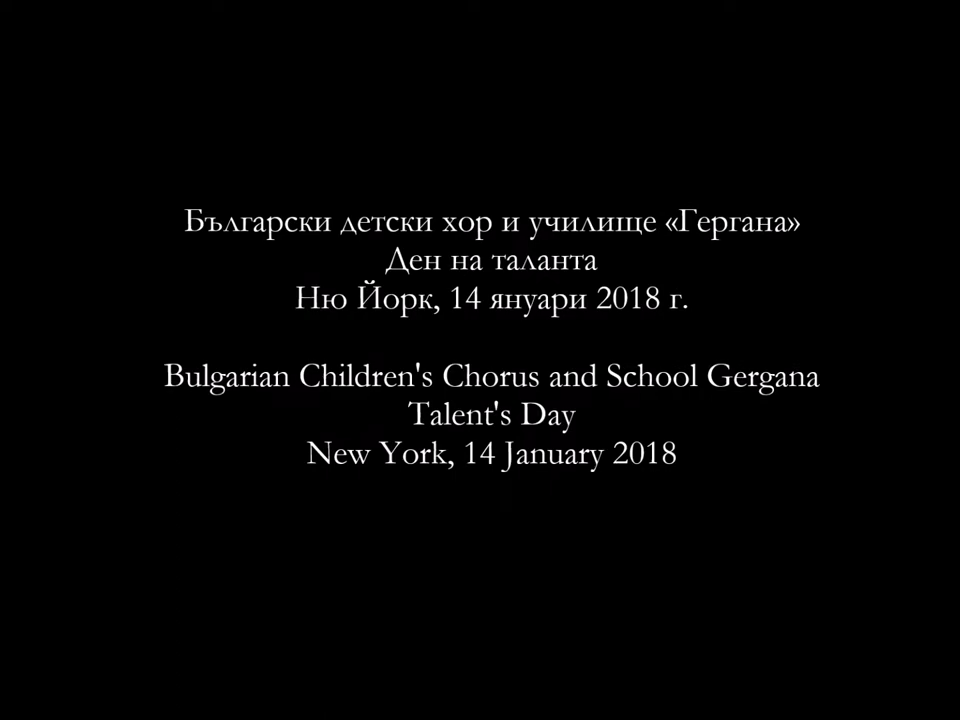 Български детски хор и училище «Гергана»
Ден на таланта
Ню Йорк, 14 януари 2018 г.
Bulgarian Children's Chorus and School Gergana
Talent's Day
New York, 14 January 2018